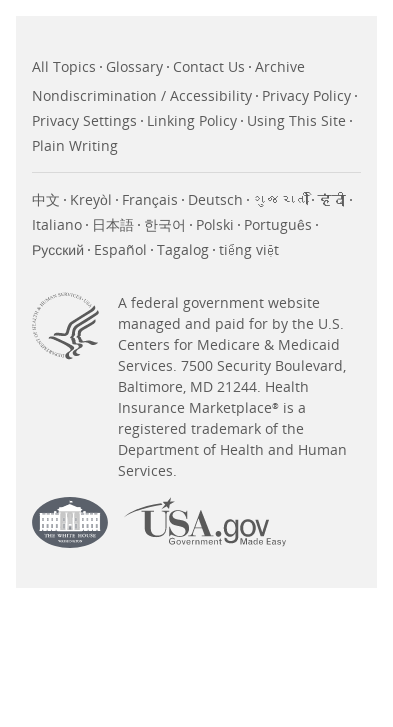 All Topics · Glossary · Contact Us · Archive
Nondiscrimination / Accessibility · Privacy Policy ·
Privacy Settings · Linking Policy · Using This Site ·
Plain Writing
中文 · Kreyòl · Français · Deutsch · ગુજરાતી · हिंदी ·
Italiano · 日本語 · 한국어 · Polski · Português ·
Русский · Español · Tagalog · tiếng việt
DEPARTMENT OF HEALTH & HUMAN SERVICES · USA
A federal government website
managed and paid for by the U.S.
Centers for Medicare & Medicaid
Services. 7500 Security Boulevard,
Baltimore, MD 21244. Health
Insurance Marketplace® is a
registered trademark of the
Department of Health and Human
Services.
THE WHITE HOUSE
WASHINGTON
USA.gov
Government Made Easy